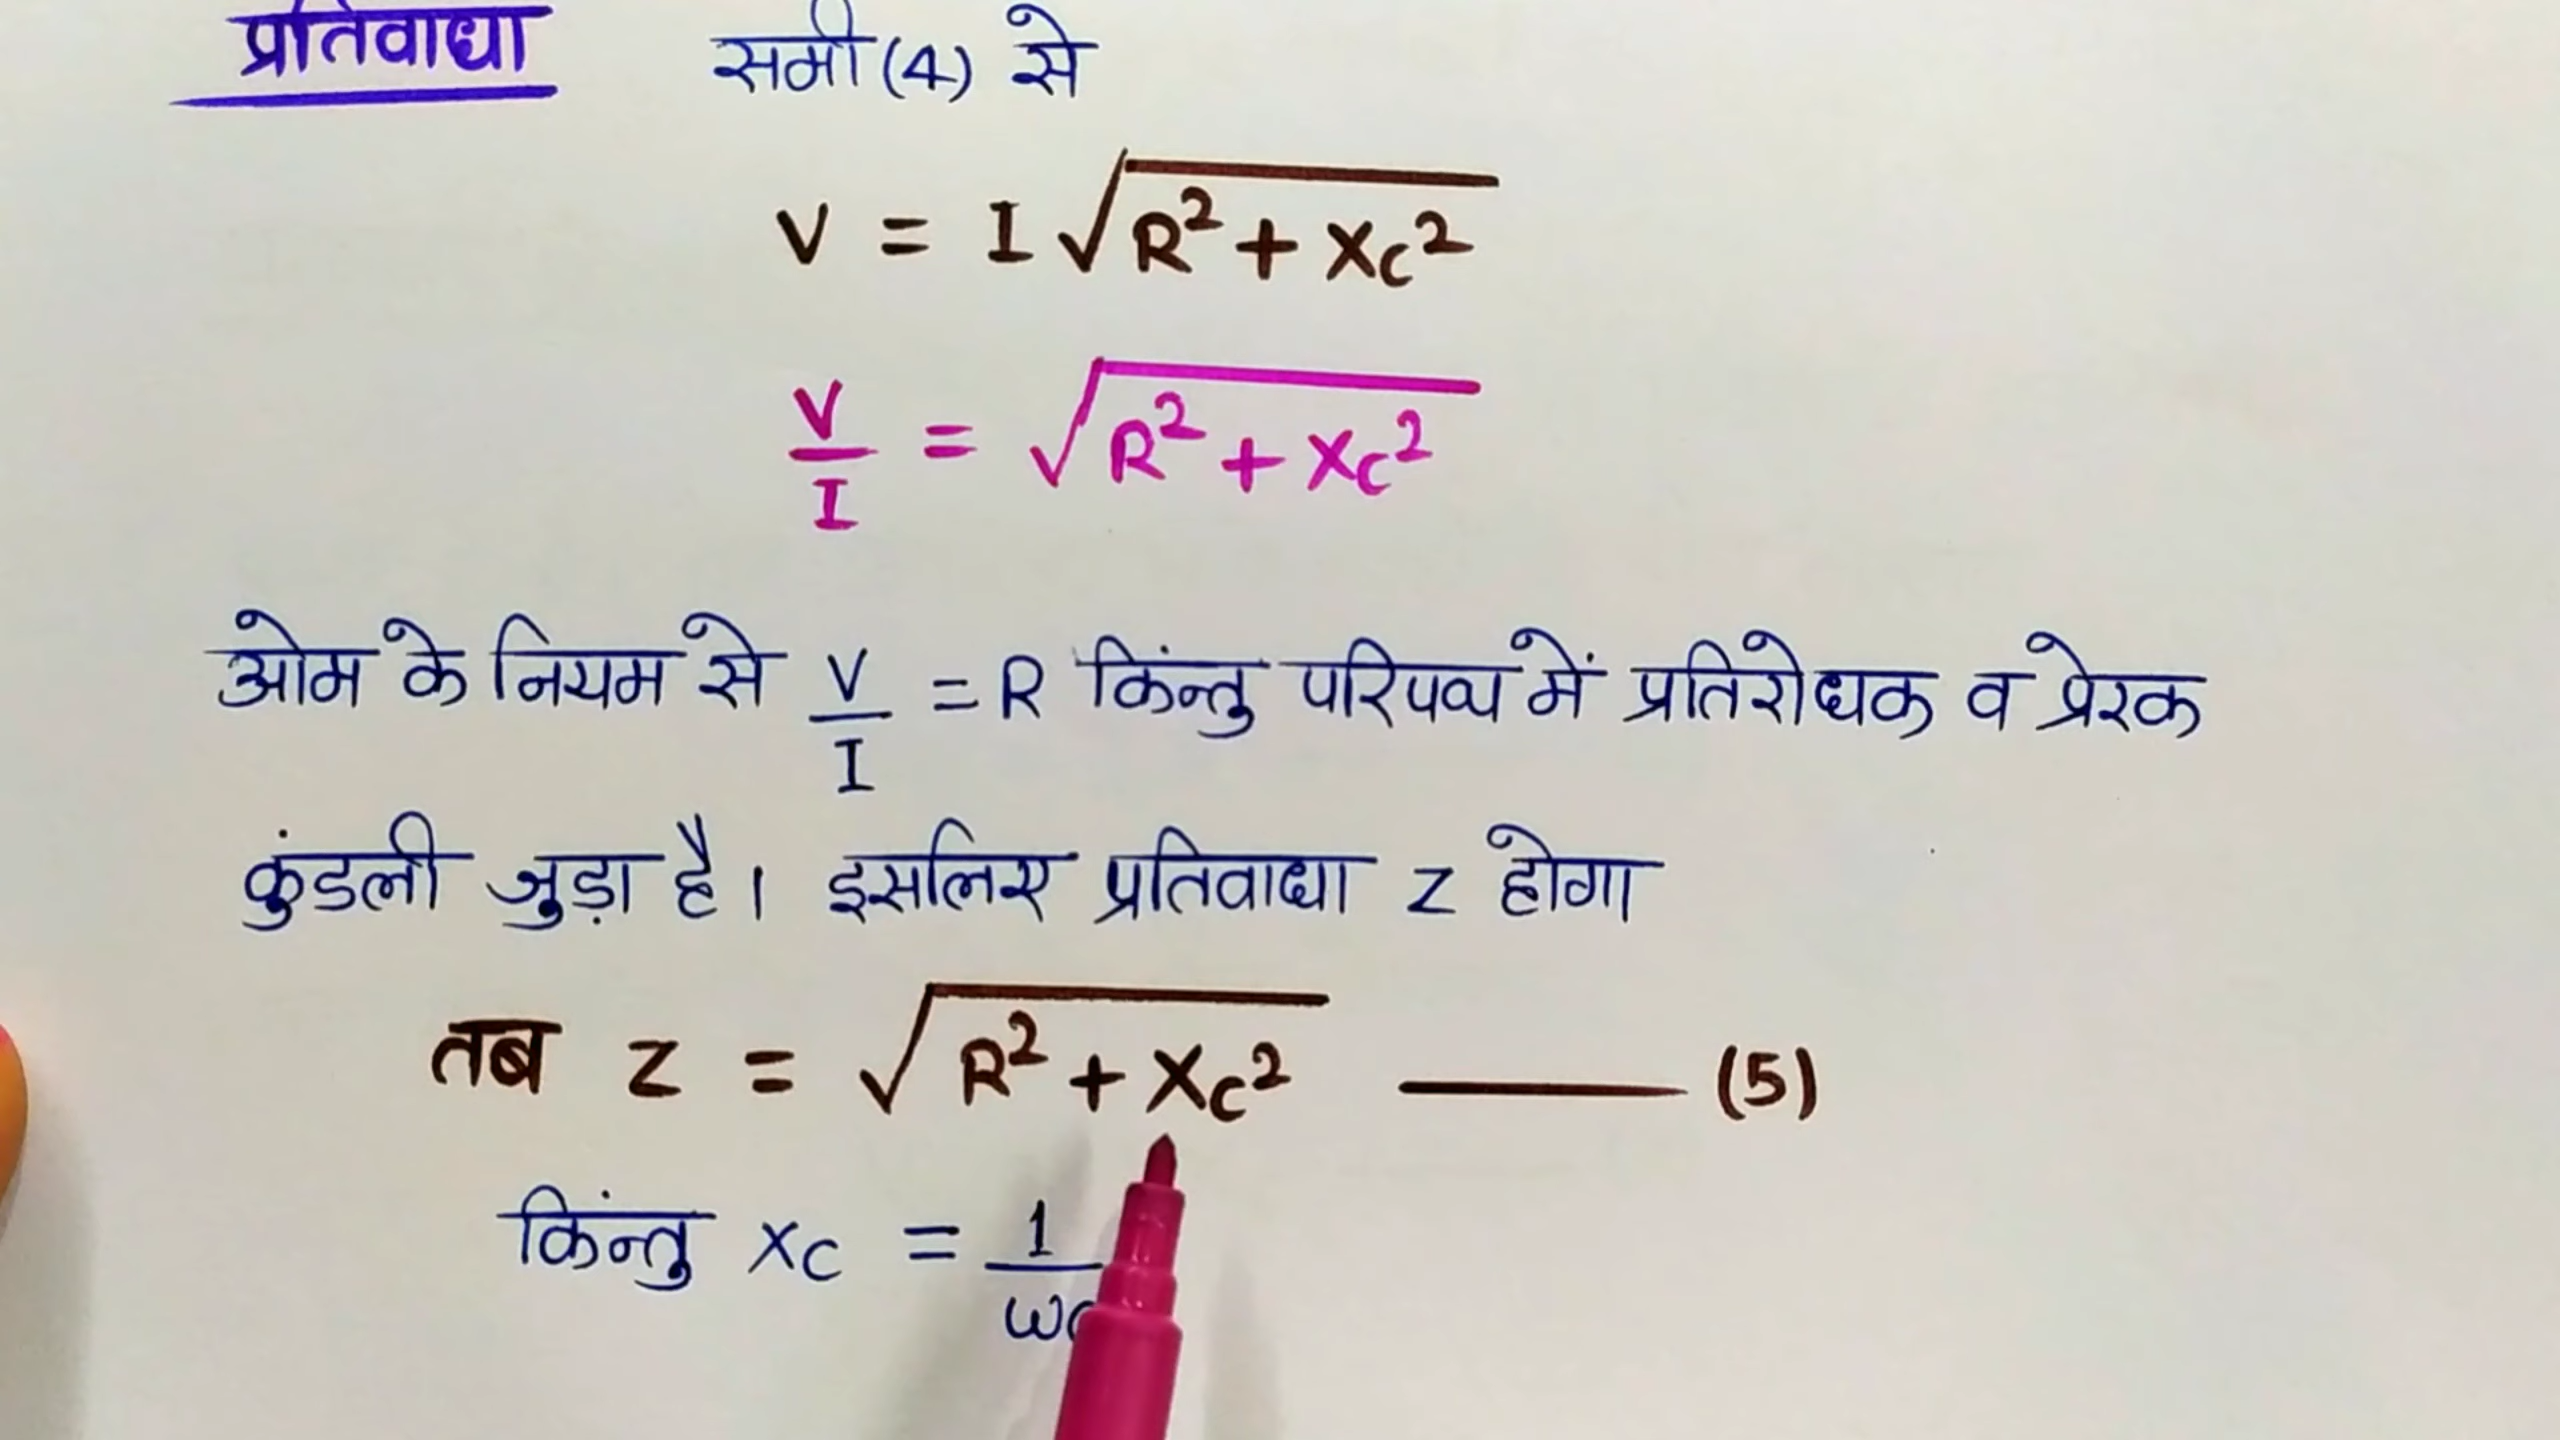 प्रतिवाधा समी(4) से
V = I √R² + Xc²
V/I = √R² + Xc²
ओम के नियम से V/I = R किंन्तु परिपथ में प्रतिरोधक व प्रेरक
कुंडली जुड़ा है। इसलिए प्रतिवाधा Z होगा
तब Z = √R² + Xc² ——— (5)
किंन्तु Xc = 1/ωC